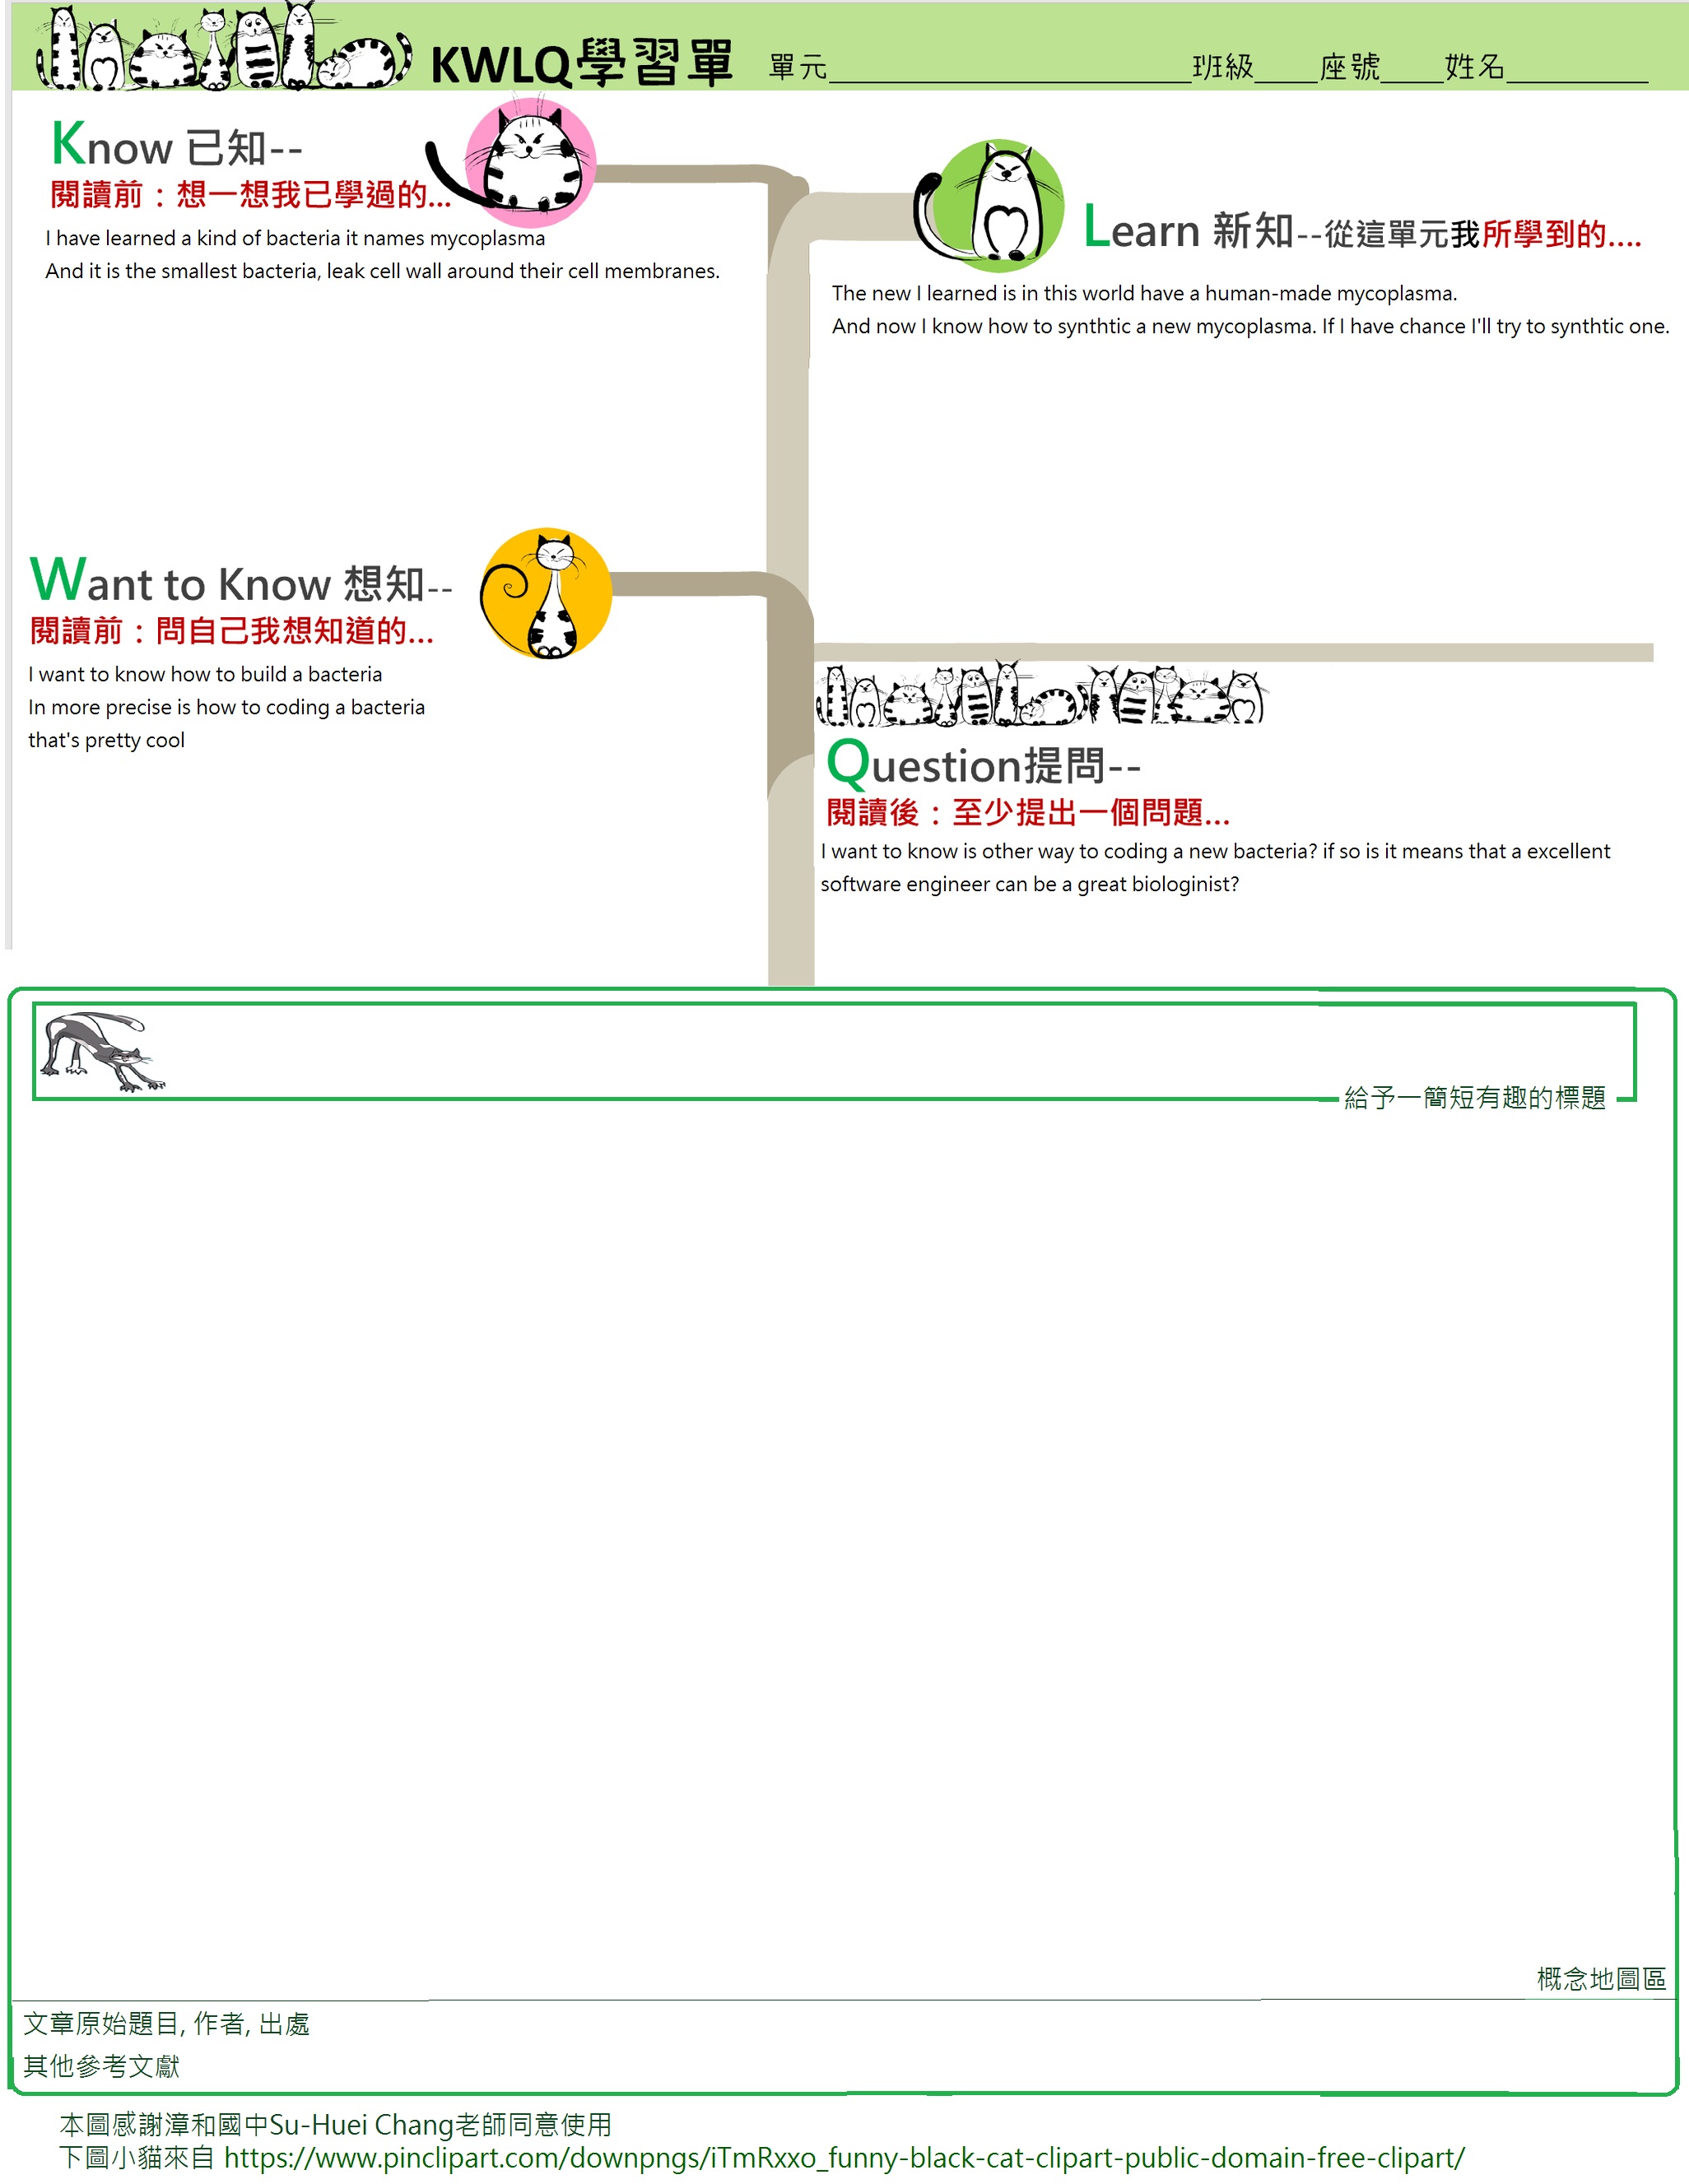 KWLQ學習單 單元____________________班級____座號____姓名________
Know 已知--
閱讀前：想一想我已學過的...
I have learned a kind of bacteria it names mycoplasma
And it is the smallest bacteria, leak cell wall around their cell membranes.
Learn 新知--從這單元我所學到的....
The new I learned is in this world have a human-made mycoplasma.
And now I know how to synthtic a new mycoplasma. If I have chance I'll try to synthtic one.
Want to Know 想知--
閱讀前：問自己我想知道的...
I want to know how to build a bacteria
In more precise is how to coding a bacteria
that's pretty cool
Question提問--
閱讀後：至少提出一個問題...
I want to know is other way to coding a new bacteria? if so is it means that a excellent
software engineer can be a great biologinist?
給予一簡短有趣的標題
概念地圖區
文章原始題目, 作者, 出處
其他參考文獻
本圖感謝漳和國中Su-Huei Chang老師同意使用
下圖小貓來自 https://www.pinclipart.com/downpngs/iTmRxxo_funny-black-cat-clipart-public-domain-free-clipart/